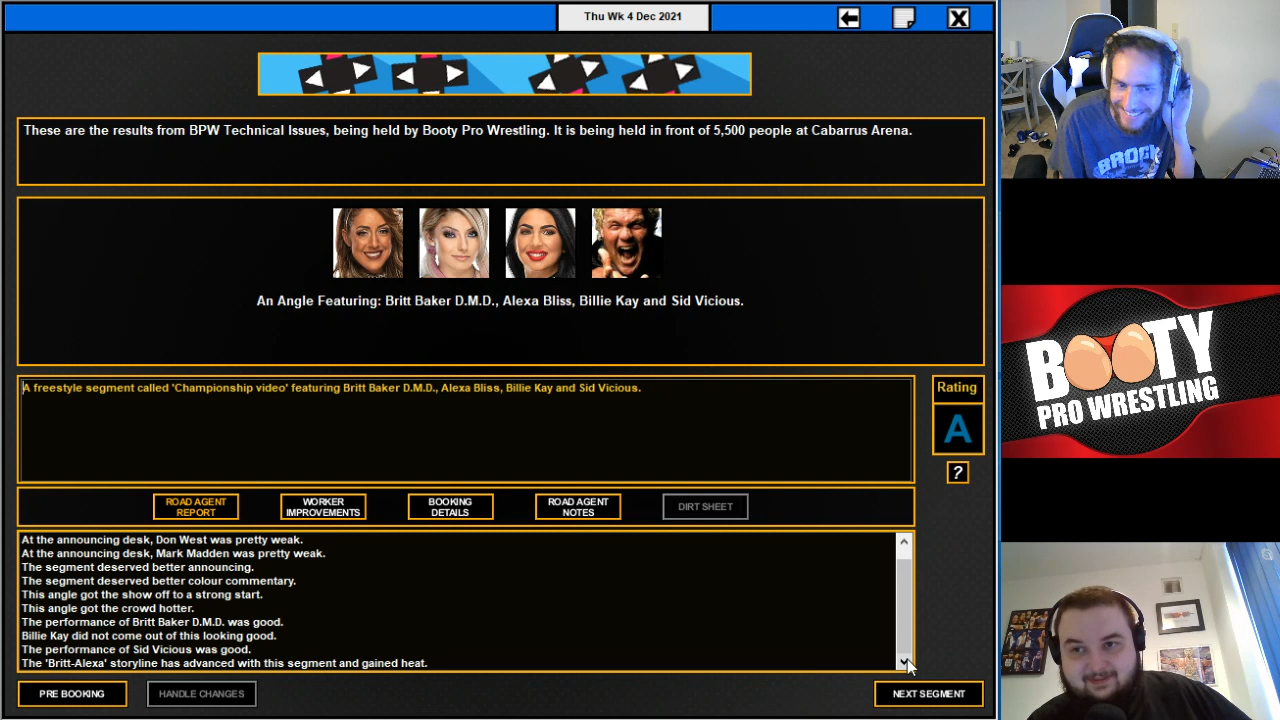 Thu Wk 4 Dec 2021
These are the results from BPW Technical Issues, being held by Booty Pro Wrestling. It is being held in front of 5,500 people at Cabarrus Arena.
An Angle Featuring: Britt Baker D.M.D., Alexa Bliss, Billie Kay and Sid Vicious.
A freestyle segment called 'Championship video' featuring Britt Baker D.M.D., Alexa Bliss, Billie Kay and Sid Vicious.
Rating
A
?
ROAD AGENT
REPORT
WORKER
IMPROVEMENTS
BOOKING
DETAILS
ROAD AGENT
NOTES
DIRT SHEET
At the announcing desk, Don West was pretty weak.
At the announcing desk, Mark Madden was pretty weak.
The segment deserved better announcing.
The segment deserved better colour commentary.
This angle got the show off to a strong start.
This angle got the crowd hotter.
The performance of Britt Baker D.M.D. was good.
Billie Kay did not come out of this looking good.
The performance of Sid Vicious was good.
The 'Britt-Alexa' storyline has advanced with this segment and gained heat.
PRE BOOKING
HANDLE CHANGES
NEXT SEGMENT
BROCK
BOOTY
PRO WRESTLING